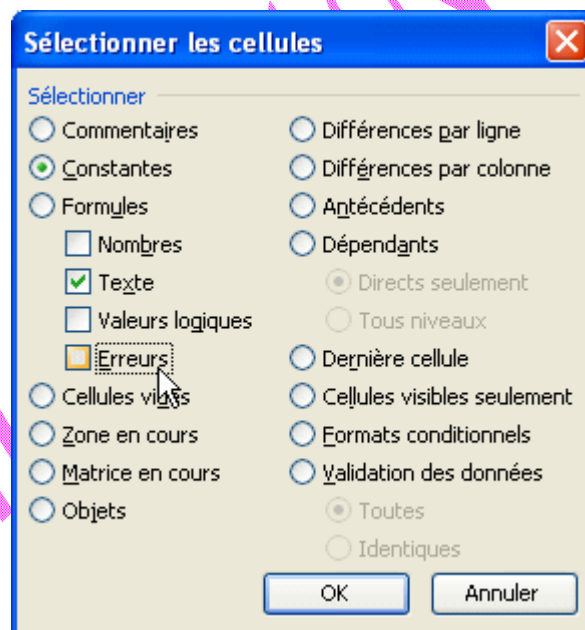 Sélectionner les cellules
Sélectionner
Commentaires
Constantes
Formules
Nombres
Texte
Valeurs logiques
Erreurs
Cellules vides
Zone en cours
Matrice en cours
Objets
Différences par ligne
Différences par colonne
Antécédents
Dépendants
Directs seulement
Tous niveaux
Dernière cellule
Cellules visibles seulement
Formats conditionnels
Validation des données
Toutes
Identiques
OK
Annuler